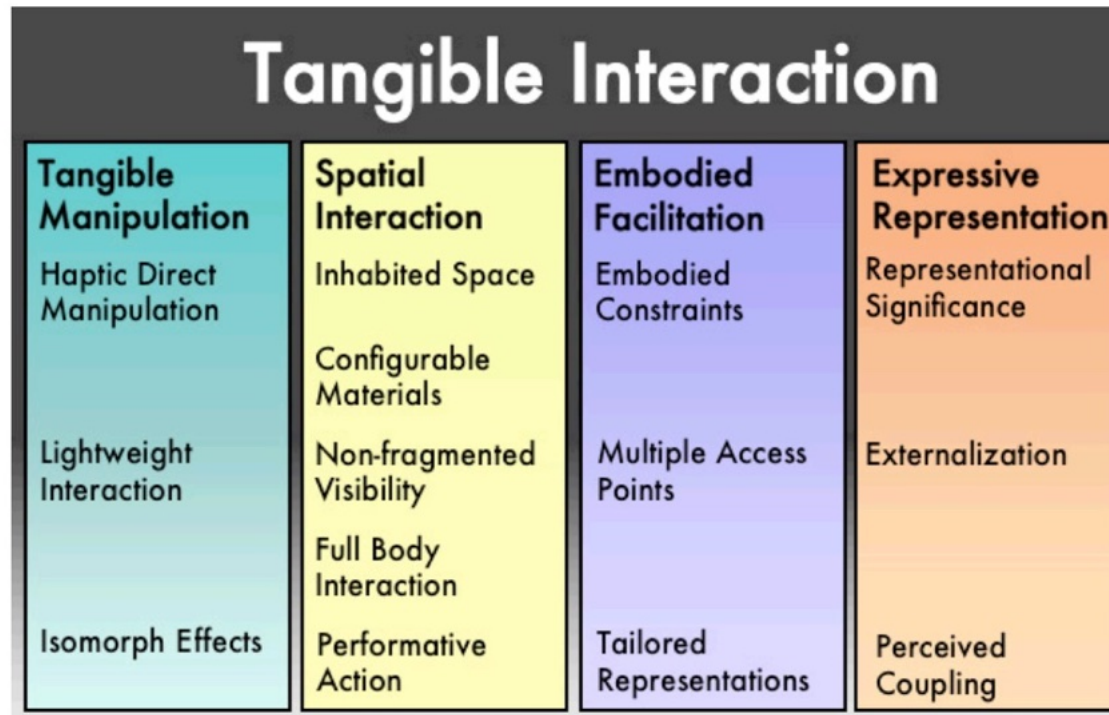 Tangible Interaction
Tangible
Manipulation
Haptic Direct
Manipulation
Lightweight
Interaction
Isomorph Effects
Spatial
Interaction
Inhabited Space
Configurable
Materials
Non-fragmented
Visibility
Full Body
Interaction
Performative
Action
Embodied
Facilitation
Embodied
Constraints
Multiple Access
Points
Tailored
Representations
Expressive
Representation
Representational
Significance
Externalization
Perceived
Coupling